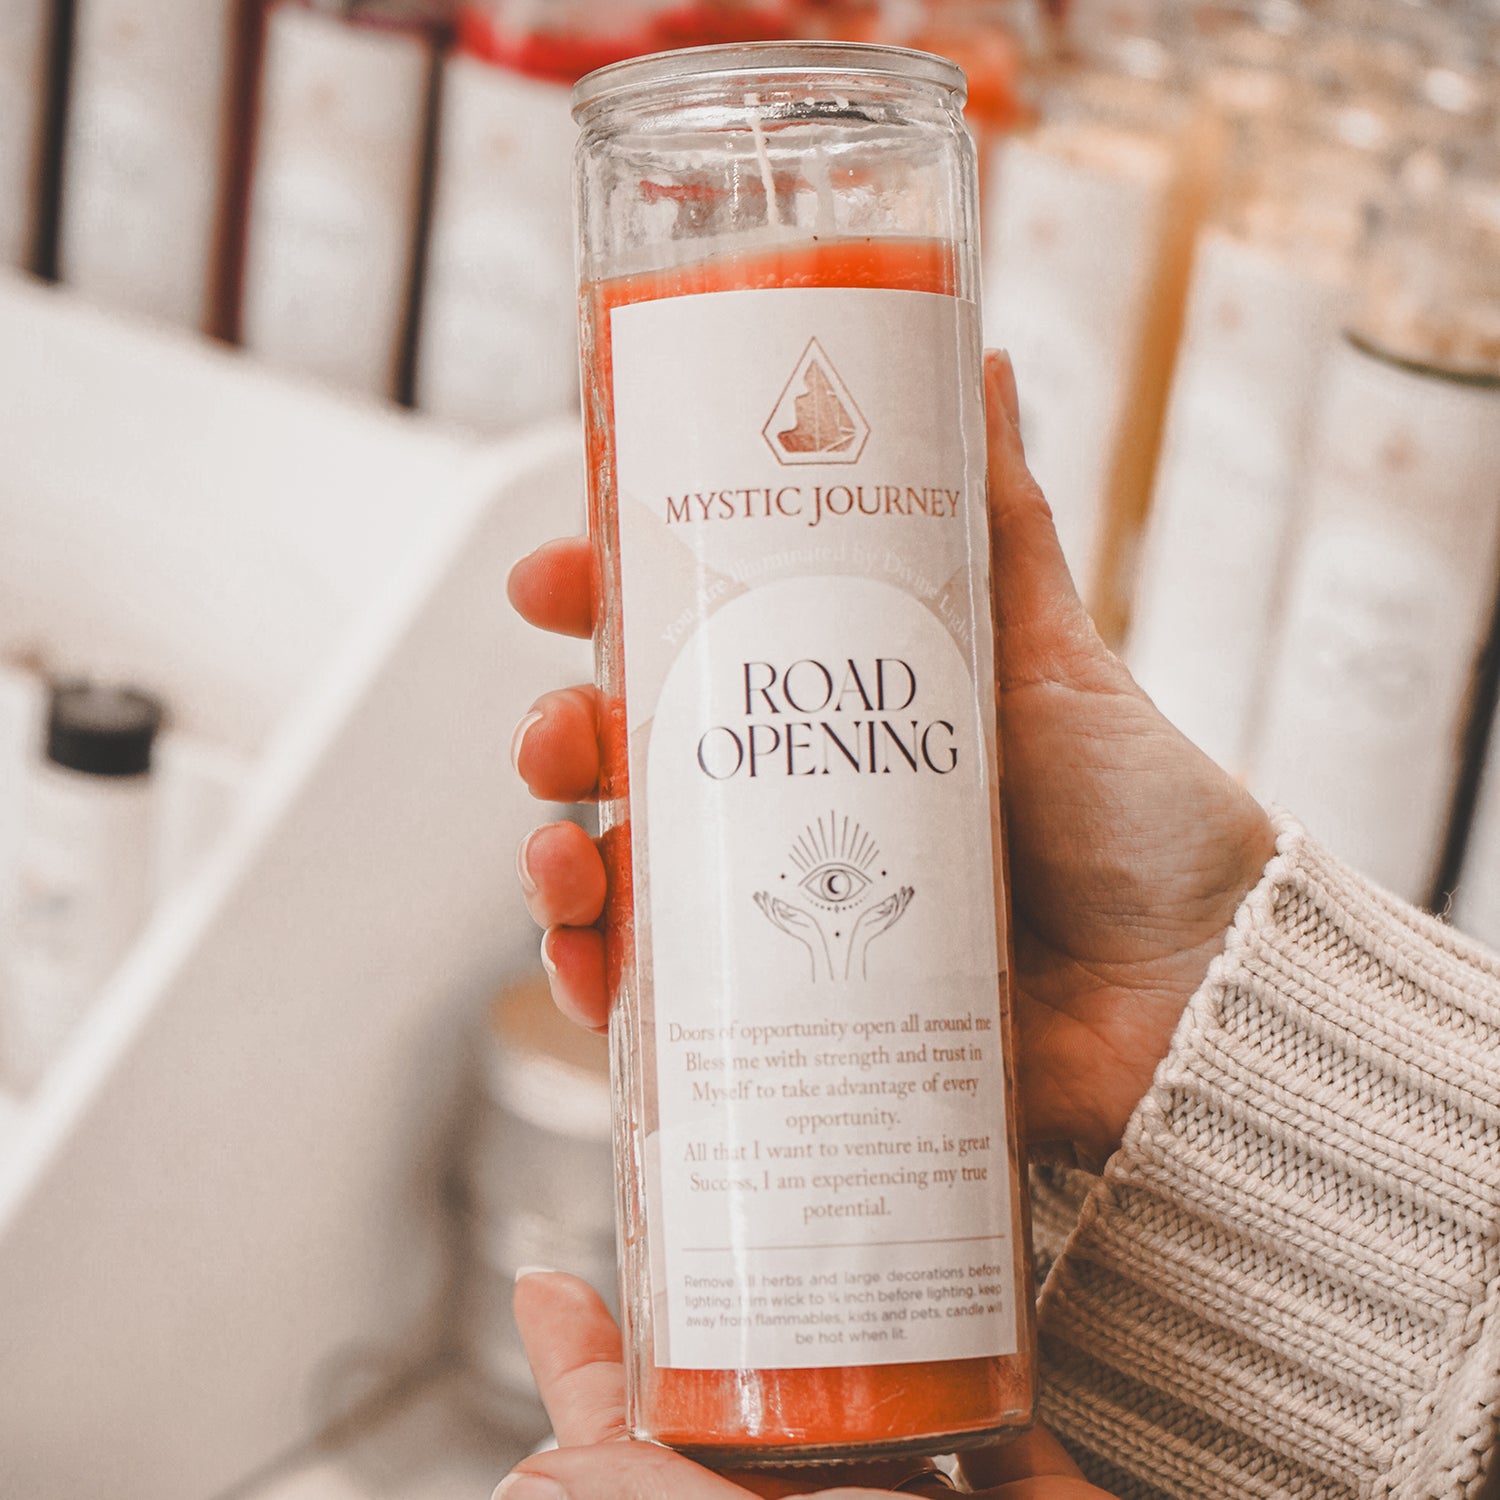 MYSTIC JOURNEY
You Are Illuminated By Divine Light
ROAD
OPENING
Doors of opportunity open all around me
Bless me with strength and trust in
Myself to take advantage of every
opportunity.
All that I want to venture in, is great
Success, I am experiencing my true
potential.
Remove all herbs and large decorations before
lighting, trim wick to ¼ inch before lighting, keep
away from flammables, kids and pets, candle will
be hot when lit.